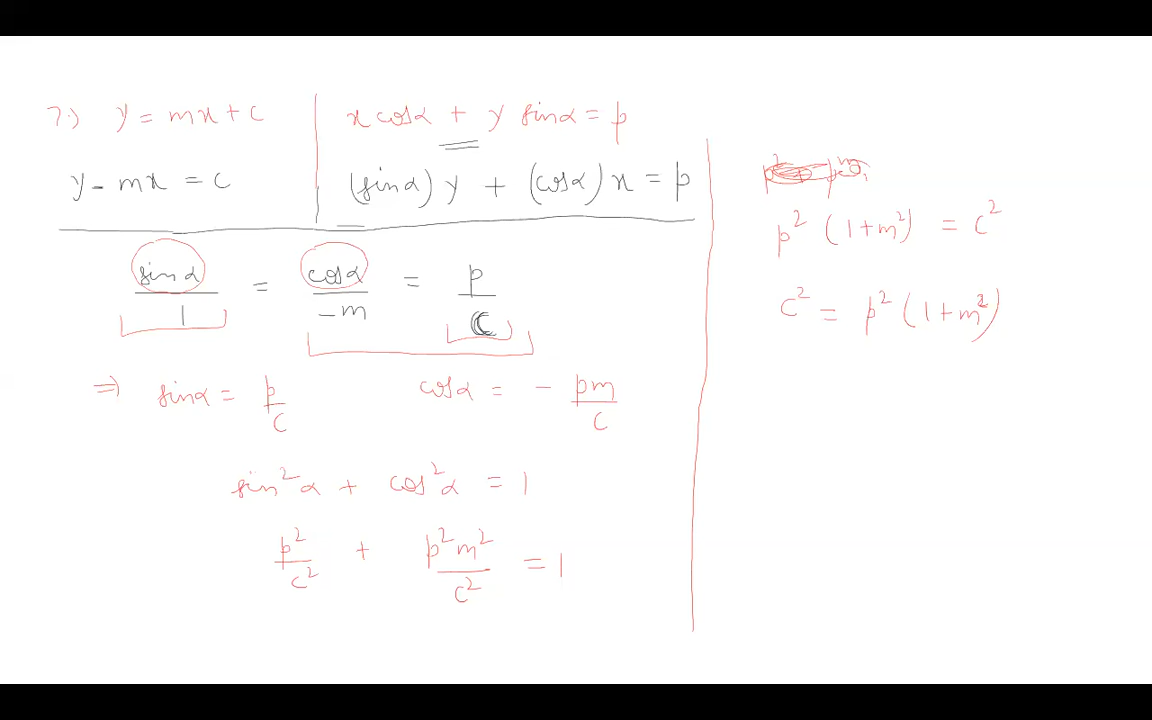 7.) y = mx + c | x cosα + y sinα = p
y - mx = c | (sinα) y + (cosα) x = p
sinα/1 = cosα/-m = p/c
⇒ sinα = p/c cosα = - pm/c
sin²α + cos²α = 1
p²/c² + p²m²/c² = 1
p² (1+m²) = c²
c² = p² (1+m²)